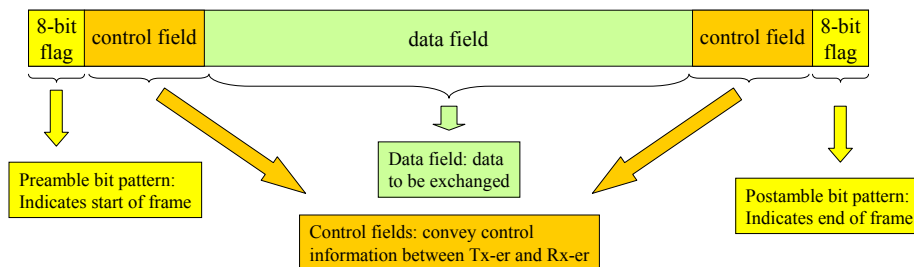 8-bit
flag
control field
data field
control field
8-bit
flag
Preamble bit pattern:
Indicates start of frame
Data field: data
to be exchanged
Postamble bit pattern:
Indicates end of frame
Control fields: convey control
information between Tx-er and Rx-er